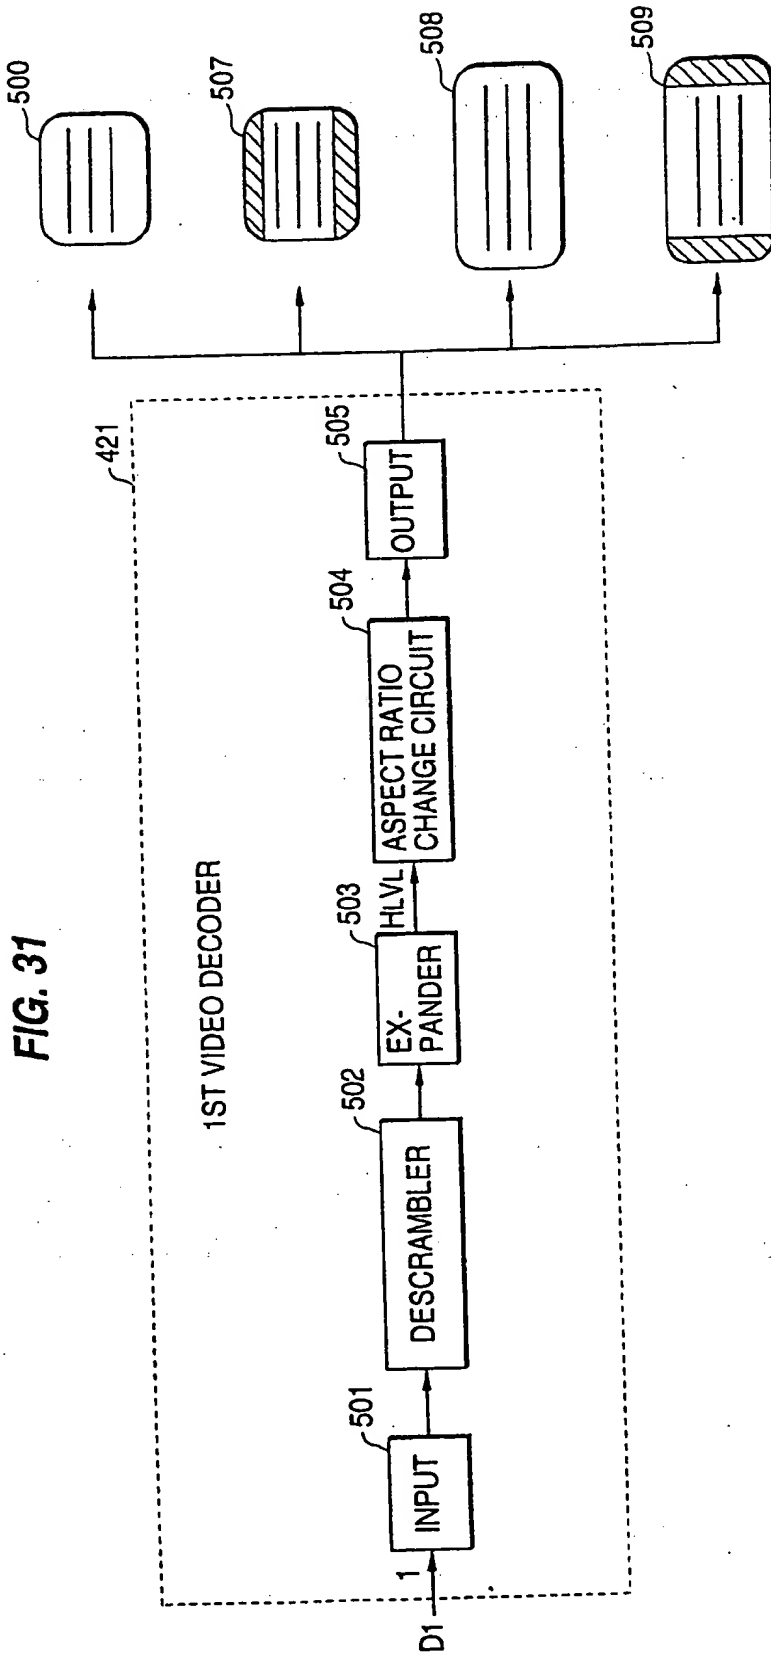 FIG. 31
1ST VIDEO DECODER
421
D1
1
501
INPUT
502
DESCRAMBLER
503
EX-
PANDER
HLVL
504
ASPECT RATIO
CHANGE CIRCUIT
505
OUTPUT
500
507
508
509